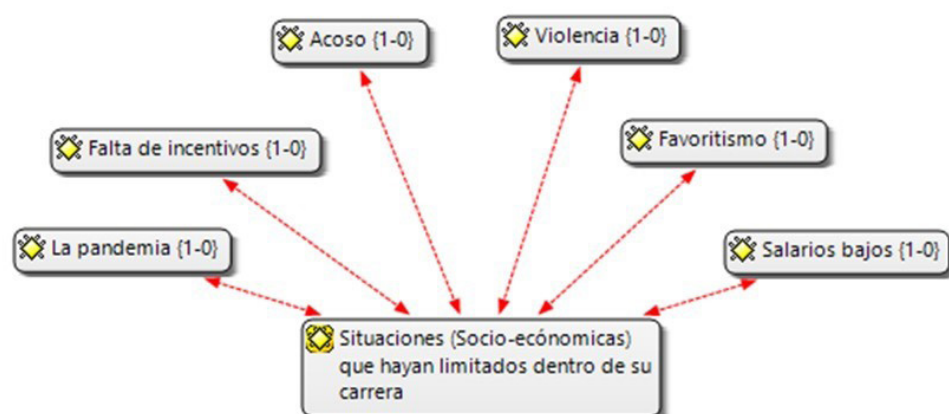 Acoso {1-0}
Violencia {1-0}
Falta de incentivos {1-0}
Favoritismo {1-0}
La pandemia {1-0}
Salarios bajos {1-0}
Situaciones (Socio-ecónomicas)
que hayan limitados dentro de su
carrera